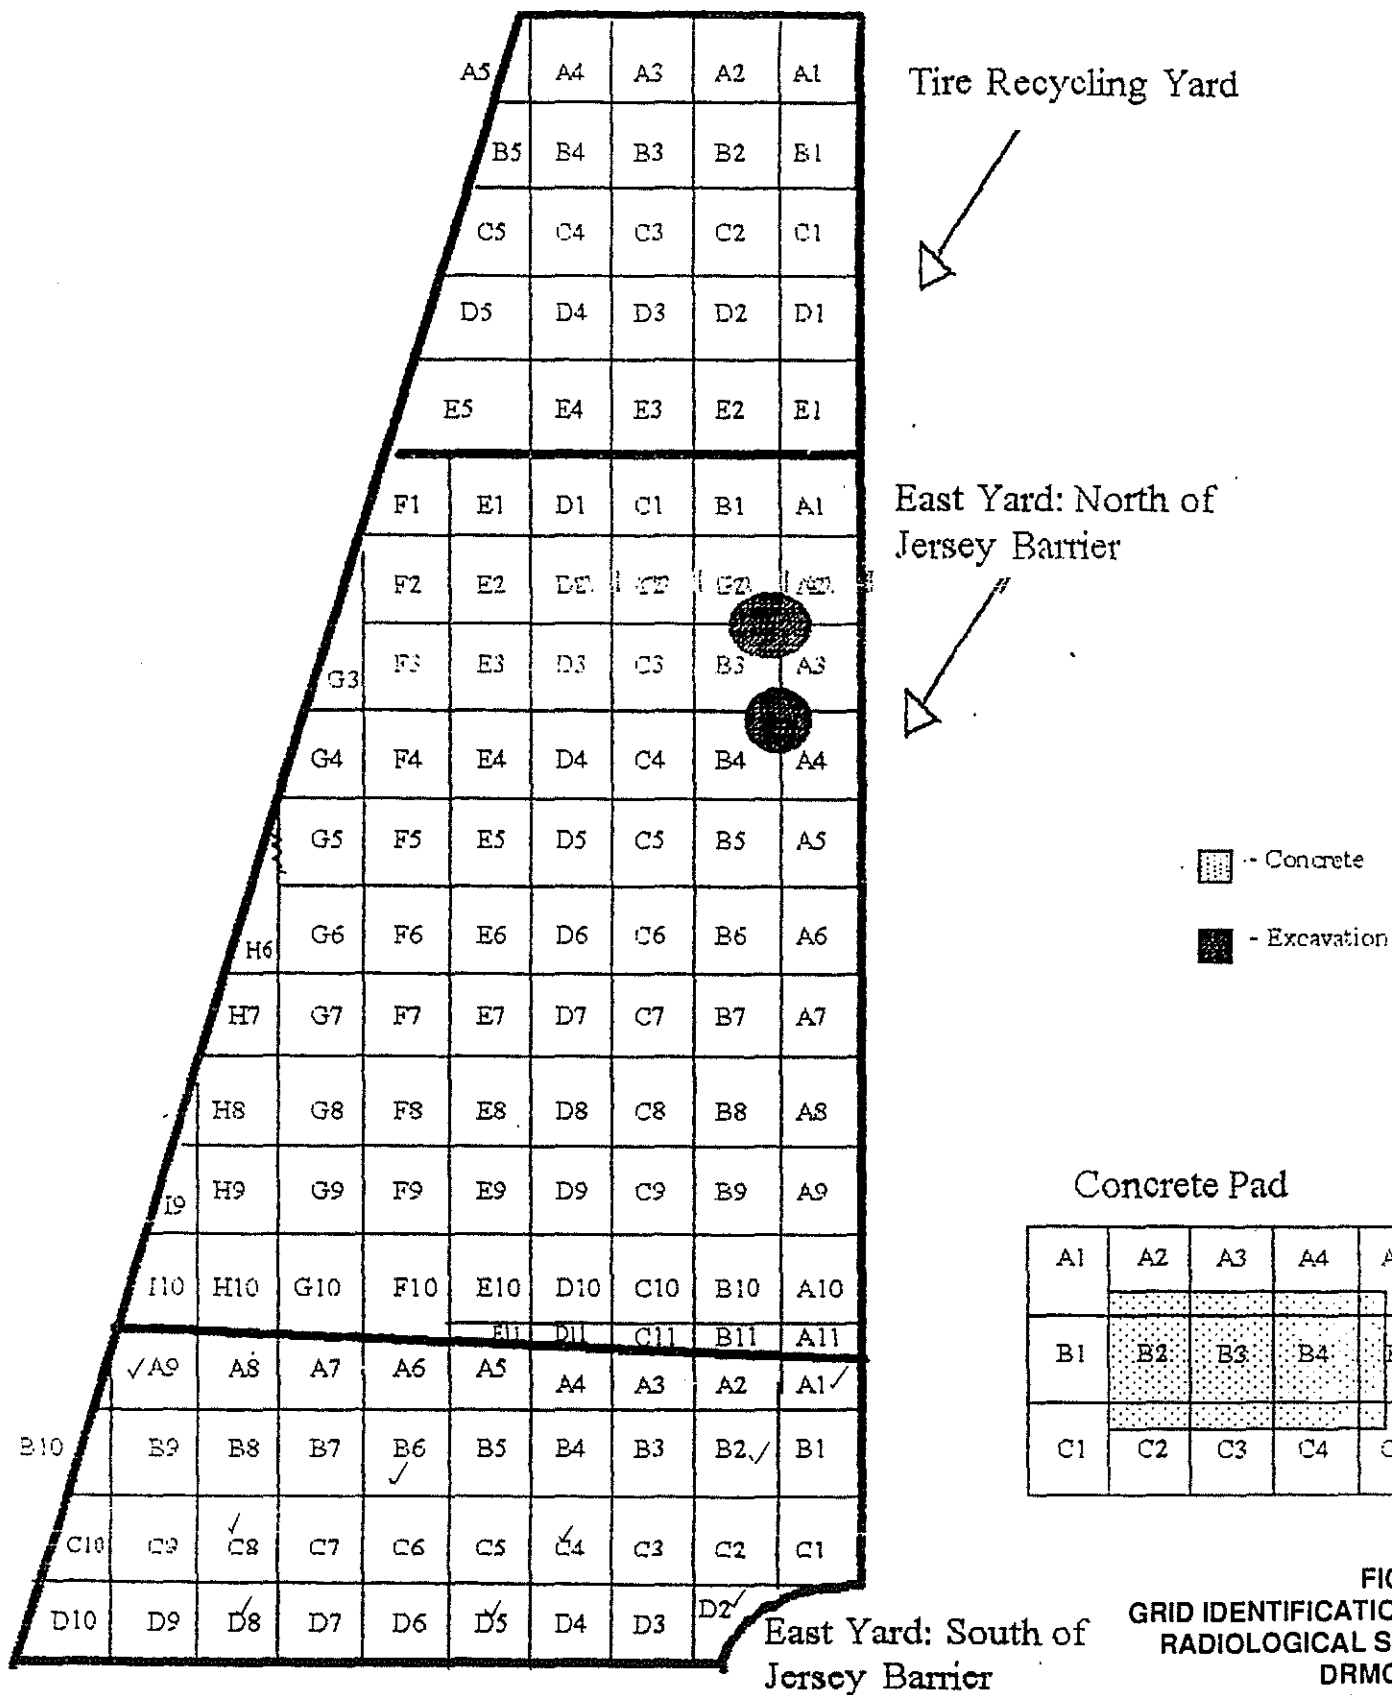 A5 A4 A3 A2 A1
Tire Recycling Yard
B5 B4 B3 B2 B1
C5 C4 C3 C2 C1
D5 D4 D3 D2 D1
E5 E4 E3 E2 E1
F1 E1 D1 C1 B1 A1
East Yard: North of
Jersey Barrier
F2 E2 C2
G3 F3 E3 D3 C3 B3 A3
G4 F4 E4 D4 C4 B4 A4
G5 F5 E5 D5 C5 B5 A5
- Concrete
H6 G6 F6 E6 D6 C6 B6 A6
- Excavation
H7 G7 F7 E7 D7 C7 B7 A7
H8 G8 F8 E8 D8 C8 B8 A8
I9 H9 G9 F9 E9 D9 C9 B9 A9
I10 H10 G10 F10 E10 D10 C10 B10 A10
D11 C11 B11 A11
✓A9 A8 A7 A6 A5 A4 A3 A2 A1✓
B10 B9 B8 B7 B6✓ B5 B4 B3 B2✓ B1
C10 C9 ✓C8 C7 C6 C5 ✓C4 C3 C2 C1
D10 D9 D8✓ D7 D6 D5✓ D4 D3 D2✓
East Yard: South of
Jersey Barrier
Concrete Pad
A1 A2 A3 A4 A
B1 B2 B3 B4
C1 C2 C3 C4 C
FIG
GRID IDENTIFICATIO
RADIOLOGICAL S
DRMO